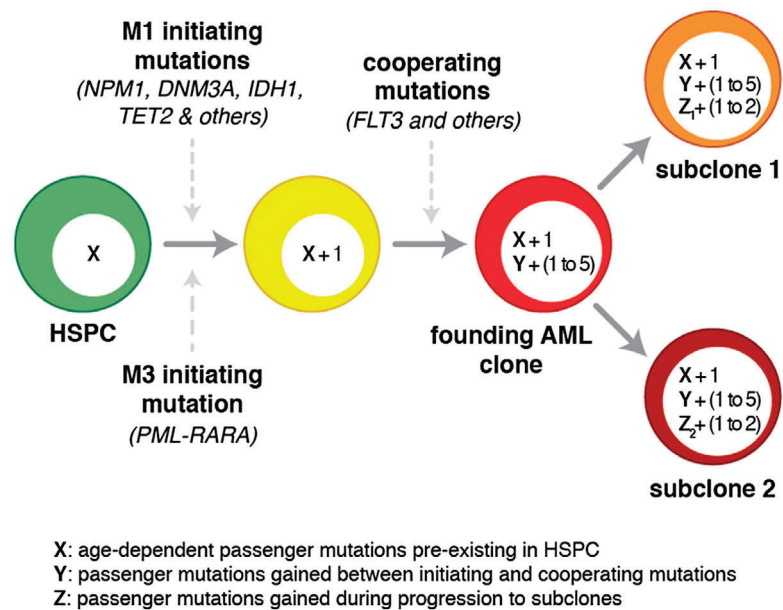 M1 initiating
mutations
(NPM1, DNM3A, IDH1,
TET2 & others)
cooperating
mutations
(FLT3 and others)
X + 1
Y + (1 to 5)
Z1 + (1 to 2)
subclone 1
X
HSPC
X + 1
X + 1
Y + (1 to 5)
founding AML
clone
M3 initiating
mutation
(PML-RARA)
X + 1
Y + (1 to 5)
Z2 + (1 to 2)
subclone 2
X: age-dependent passenger mutations pre-existing in HSPC
Y: passenger mutations gained between initiating and cooperating mutations
Z: passenger mutations gained during progression to subclones